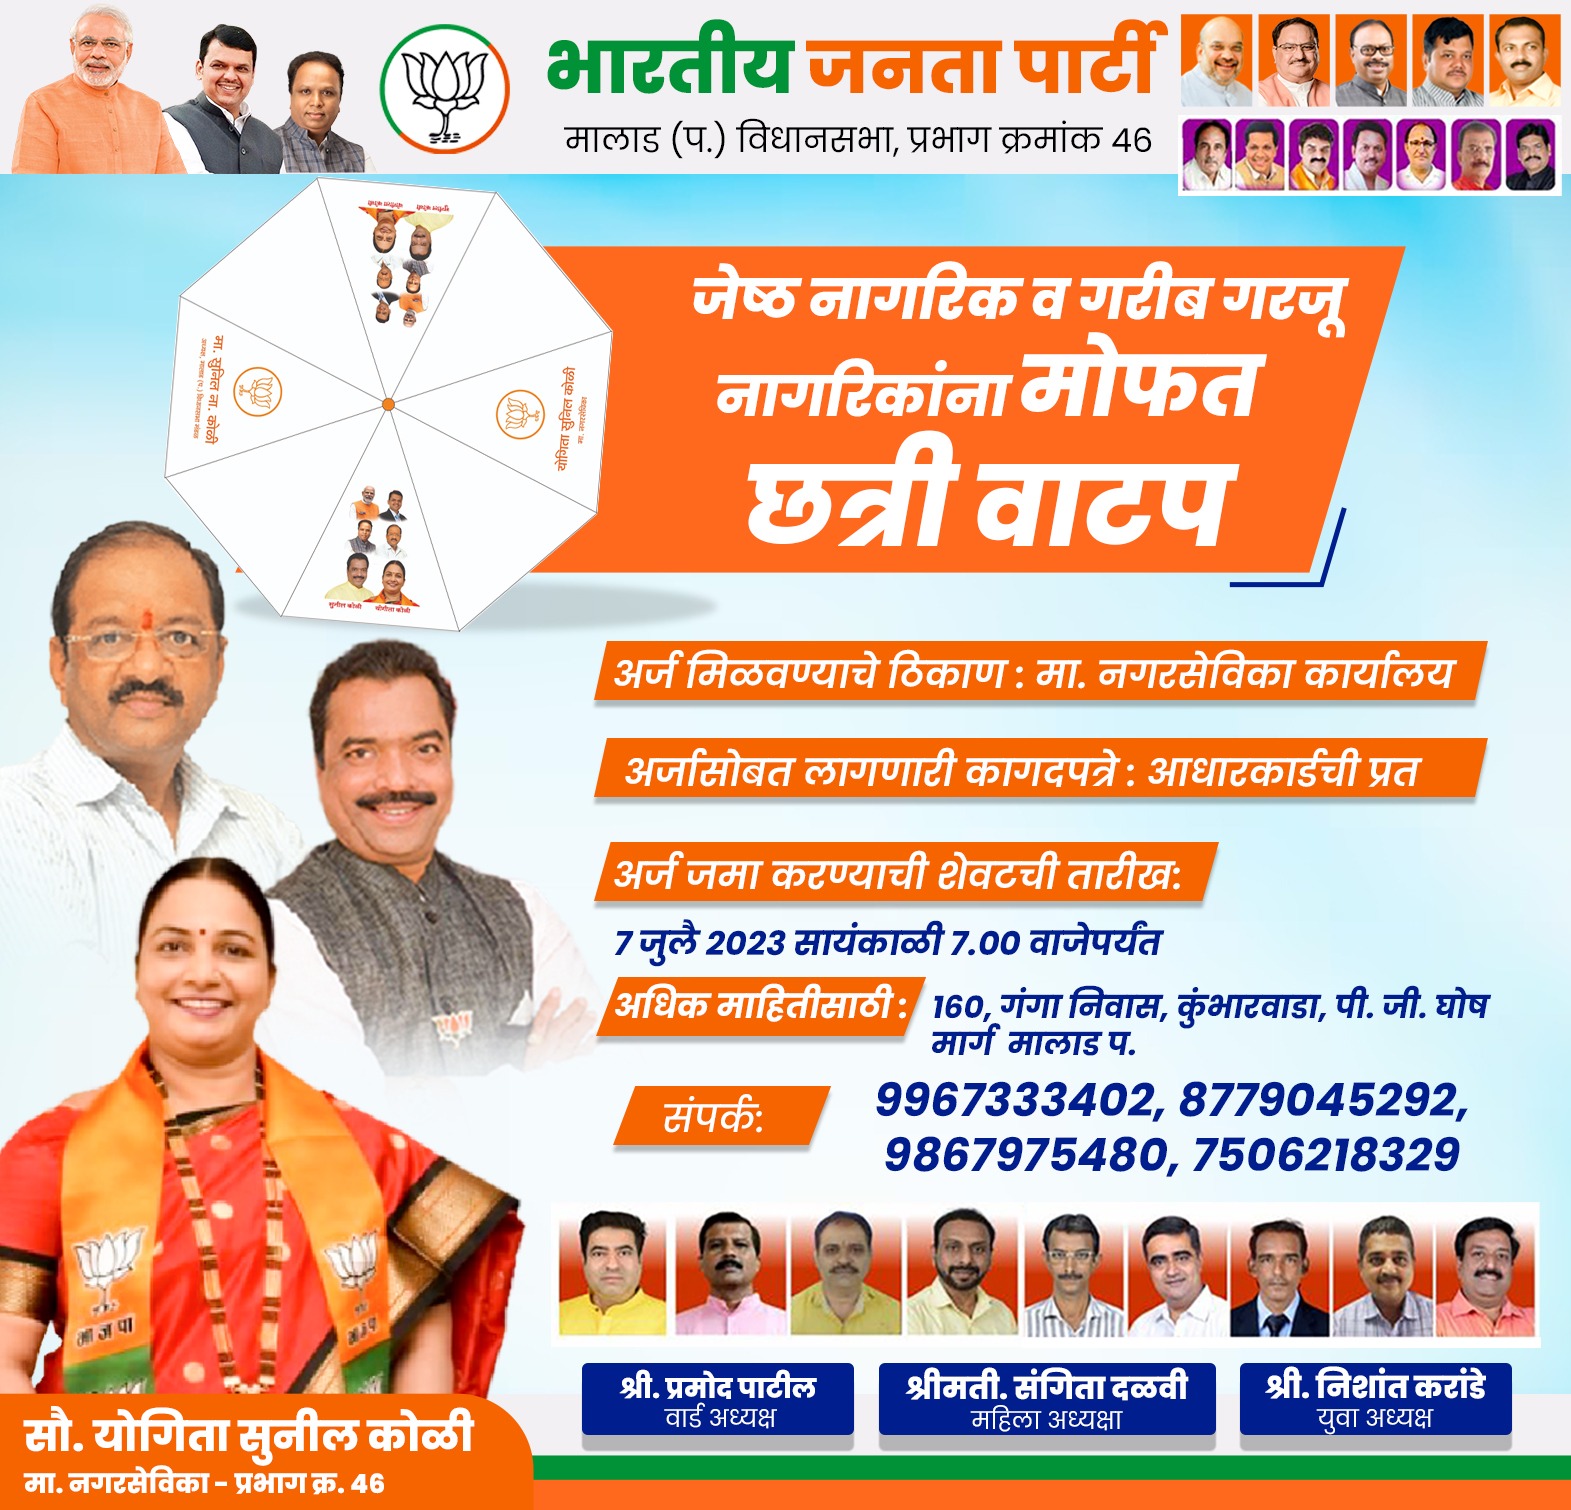 भारतीय जनता पार्टी
मालाड (प.) विधानसभा, प्रभाग क्रमांक 46
सुनिल कोळी
योगिता कोळी
मा. सुनिल ना. कोळी
योगिता सुनिल कोळी
मा. नगरसेविका
सुनील कोळी योगिता कोळी
जेष्ठ नागरिक व गरीब गरजू
नागरिकांना मोफत
छत्री वाटप
अर्ज मिळवण्याचे ठिकाण : मा. नगरसेविका कार्यालय
अर्जासोबत लागणारी कागदपत्रे : आधारकार्डची प्रत
अर्ज जमा करण्याची शेवटची तारीख:
7 जुलै 2023 सायंकाळी 7.00 वाजेपर्यंत
अधिक माहितीसाठी : 160, गंगा निवास, कुंभारवाडा, पी. जी. घोष
मार्ग मालाड प.
संपर्क: 9967333402, 8779045292,
9867975480, 7506218329
भा ज पा
श्री. प्रमोद पाटील
वार्ड अध्यक्ष
श्रीमती. संगिता दळवी
महिला अध्यक्षा
श्री. निशांत करांडे
युवा अध्यक्ष
सौ. योगिता सुनील कोळी
मा. नगरसेविका - प्रभाग क्र. 46